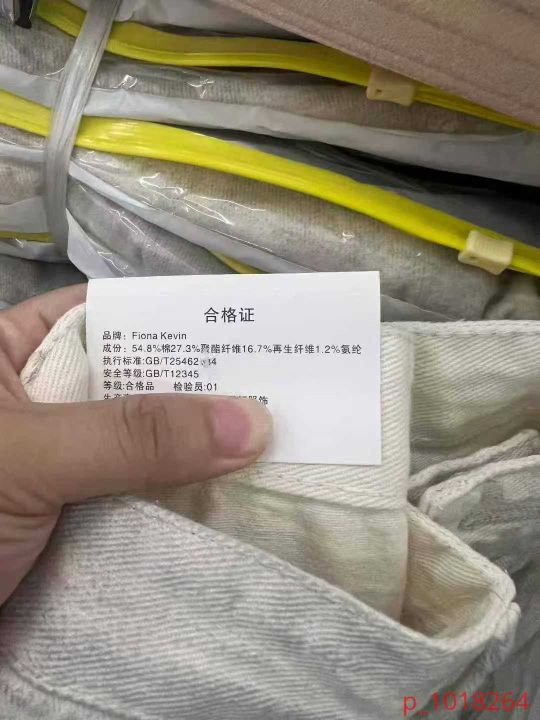 合格证
品牌: Fiona Kevin
成份: 54.8%棉27.3%聚酯纤维16.7%再生纤维1.2%氨纶
执行标准:GB/T25462
安全等级:GB/T12345
等级:合格品 检验员:01
p_1018264